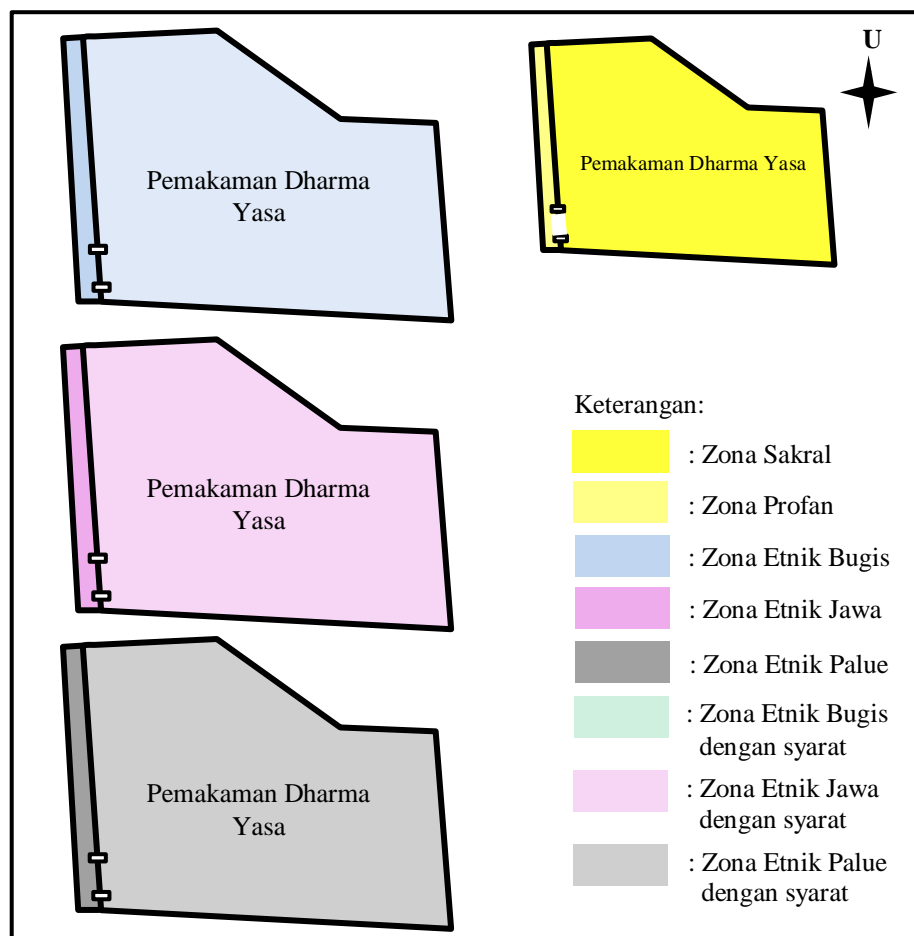 Pemakaman Dharma
Yasa
Pemakaman Dharma Yasa
U
Pemakaman Dharma
Yasa
Pemakaman Dharma
Yasa
Keterangan:
: Zona Sakral
: Zona Profan
: Zona Etnik Bugis
: Zona Etnik Jawa
: Zona Etnik Palue
: Zona Etnik Bugis
dengan syarat
: Zona Etnik Jawa
dengan syarat
: Zona Etnik Palue
dengan syarat